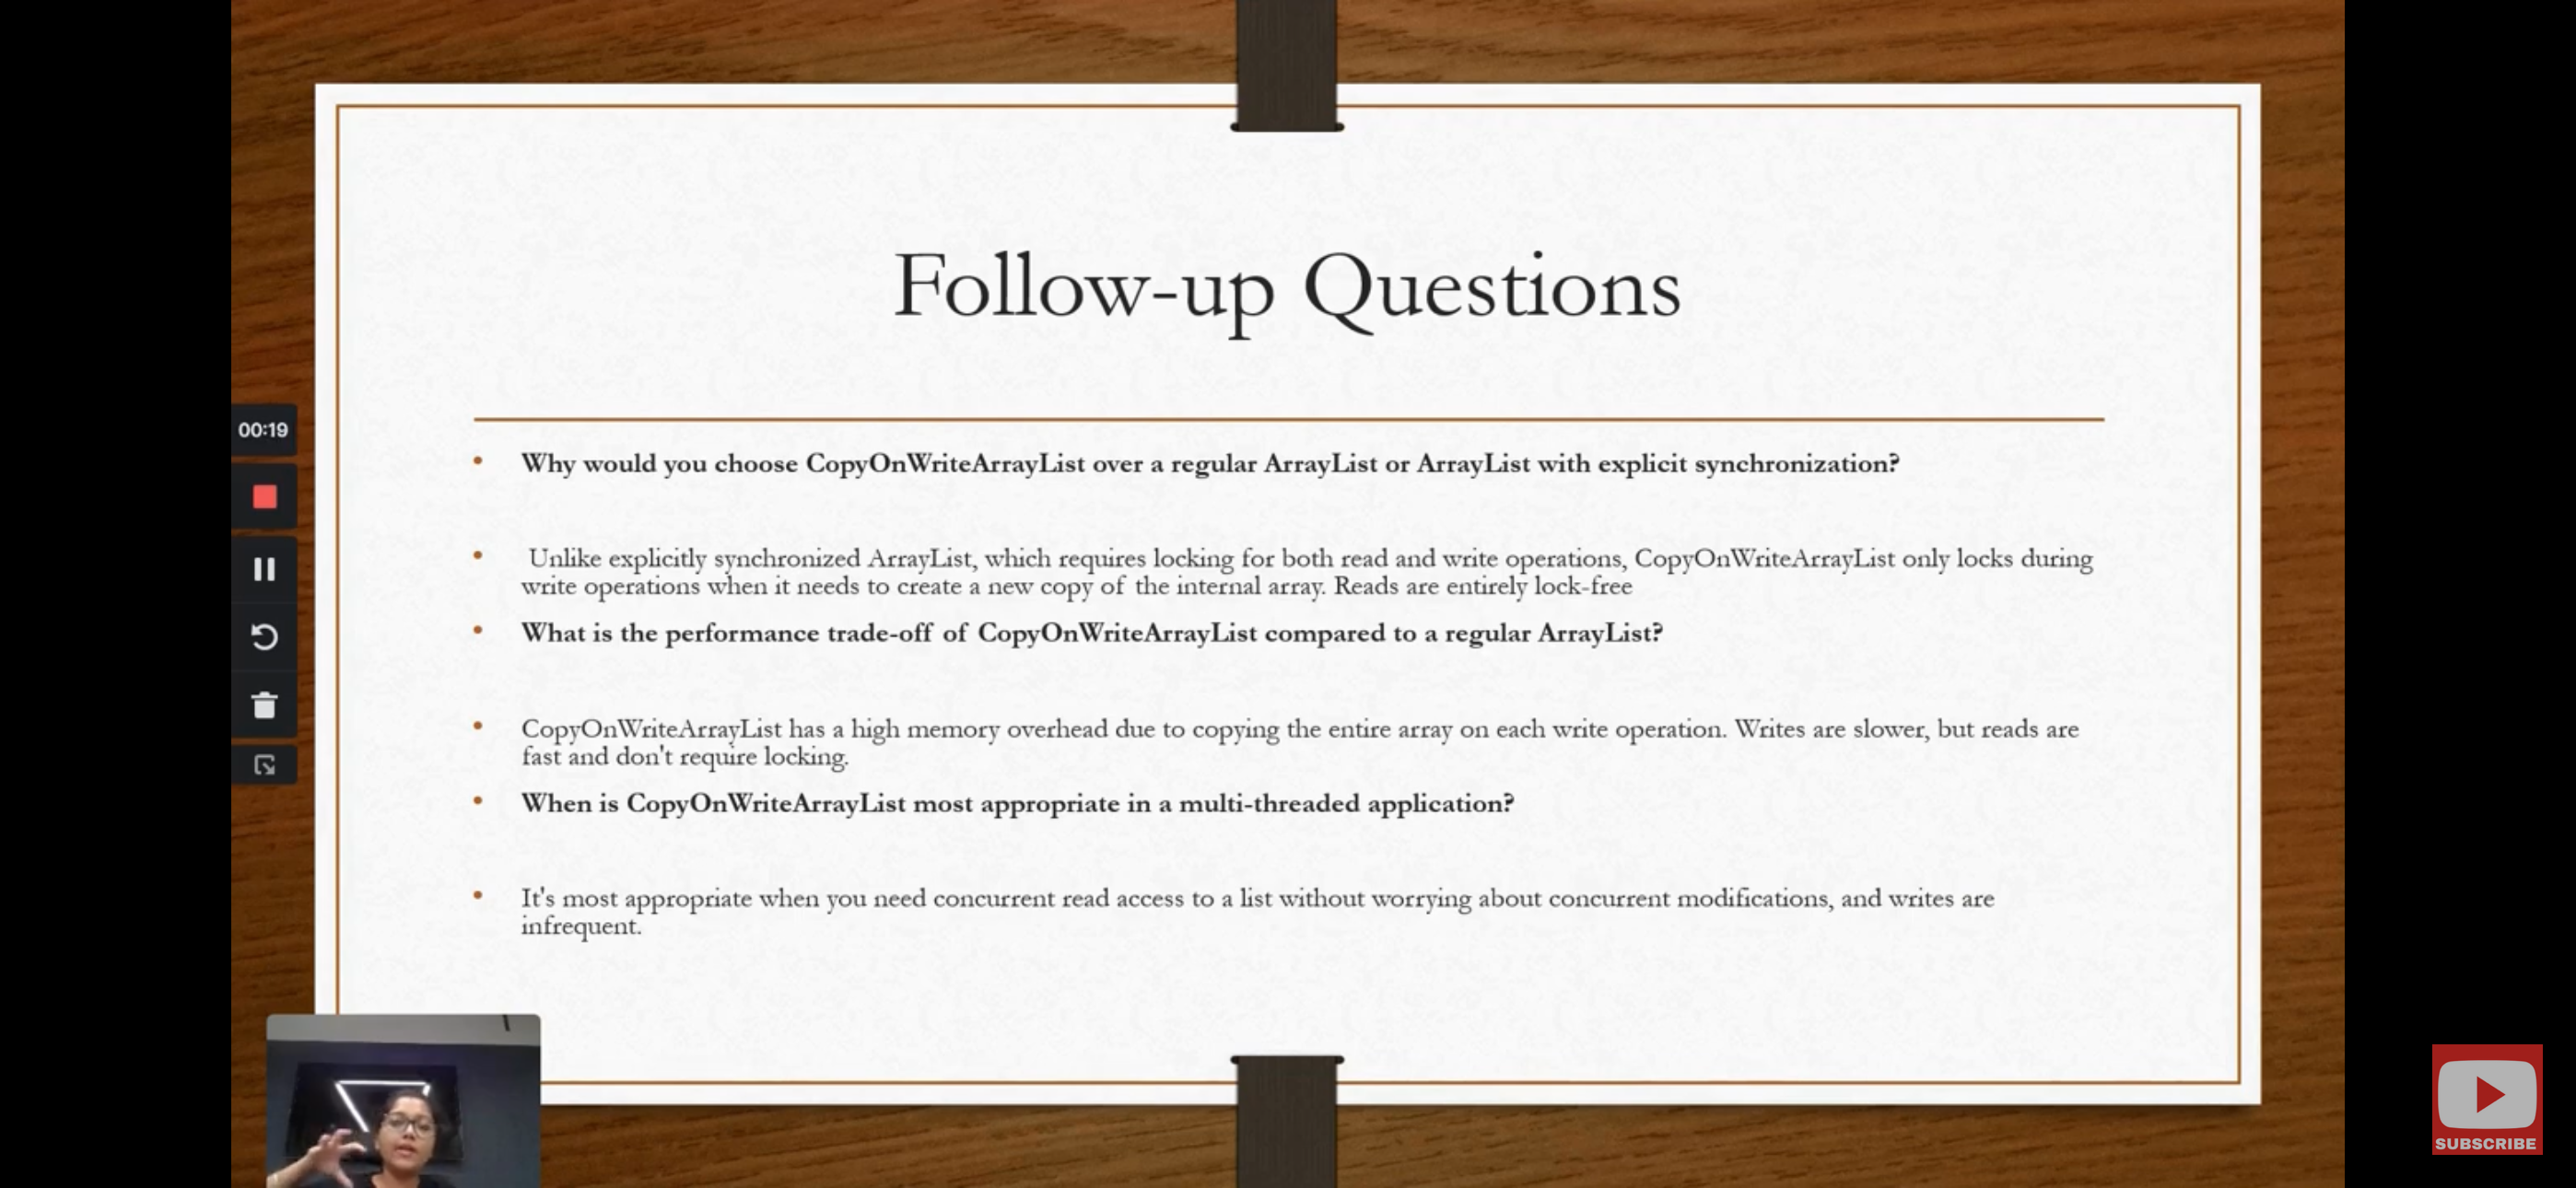 Follow-up Questions
00:19
• Why would you choose CopyOnWriteArrayList over a regular ArrayList or ArrayList with explicit synchronization?
• Unlike explicitly synchronized ArrayList, which requires locking for both read and write operations, CopyOnWriteArrayList only locks during
write operations when it needs to create a new copy of the internal array. Reads are entirely lock-free
• What is the performance trade-off of CopyOnWriteArrayList compared to a regular ArrayList?
• CopyOnWriteArrayList has a high memory overhead due to copying the entire array on each write operation. Writes are slower, but reads are
fast and don't require locking.
• When is CopyOnWriteArrayList most appropriate in a multi-threaded application?
• It's most appropriate when you need concurrent read access to a list without worrying about concurrent modifications, and writes are
infrequent.
SUBSCRIBE